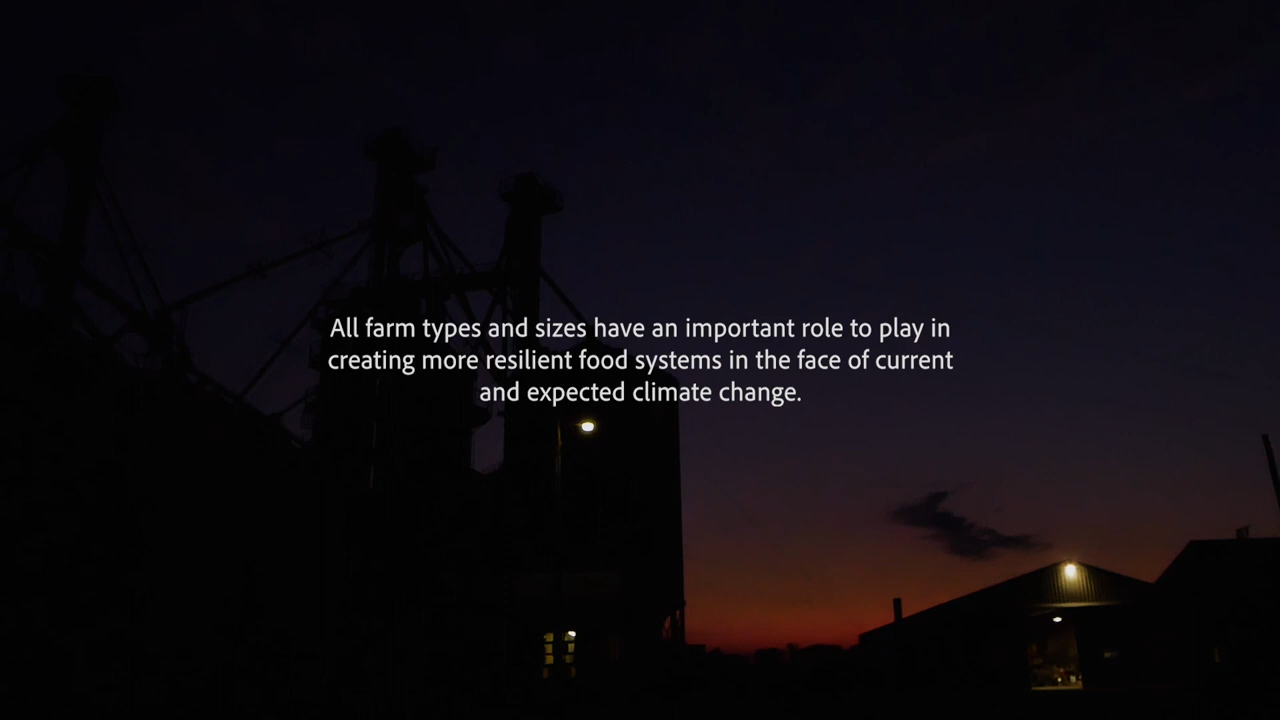 All farm types and sizes have an important role to play in
creating more resilient food systems in the face of current
and expected climate change.